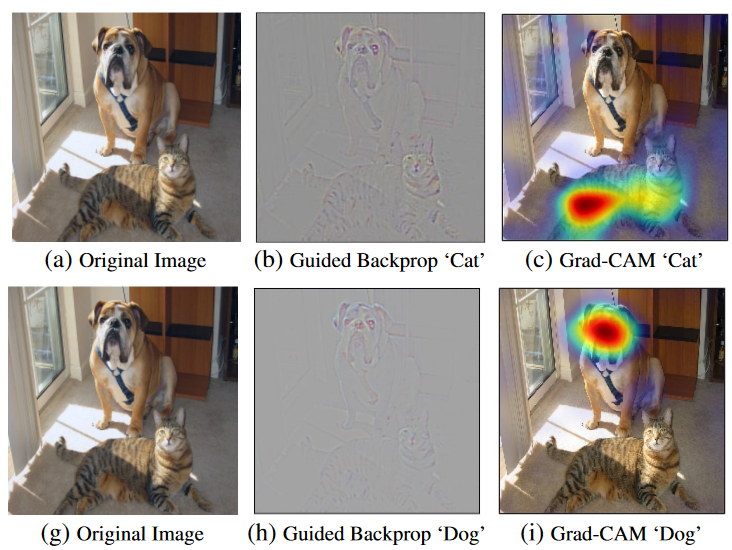 (a) Original Image (b) Guided Backprop ‘Cat’ (c) Grad-CAM ‘Cat’
(g) Original Image (h) Guided Backprop ‘Dog’ (i) Grad-CAM ‘Dog’